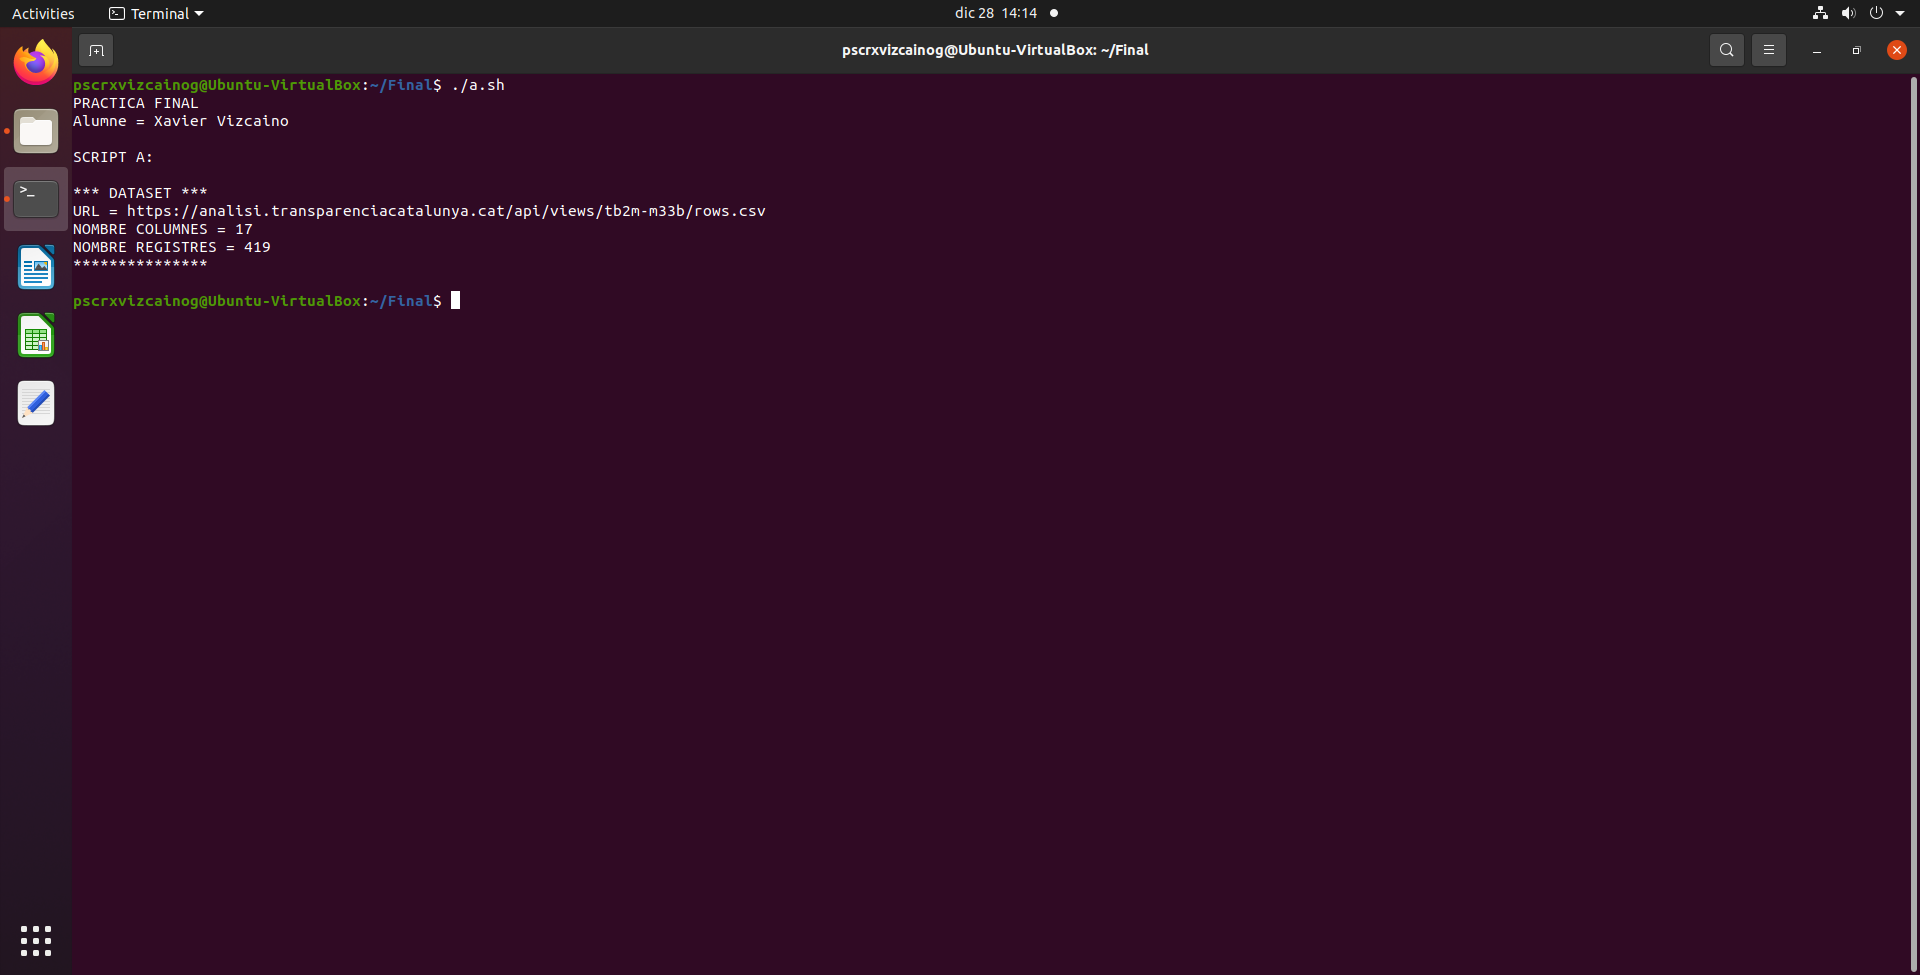 Activities
Terminal
dic 28 14:14
pscrxvizcainog@Ubuntu-VirtualBox: ~/Final
pscrxvizcainog@Ubuntu-VirtualBox:~/Final$ ./a.sh
PRACTICA FINAL
Alumne = Xavier Vizcaino
SCRIPT A:
*** DATASET ***
URL = https://analisi.transparenciacatalunya.cat/api/views/tb2m-m33b/rows.csv
NOMBRE COLUMNES = 17
NOMBRE REGISTRES = 419
***************
pscrxvizcainog@Ubuntu-VirtualBox:~/Final$